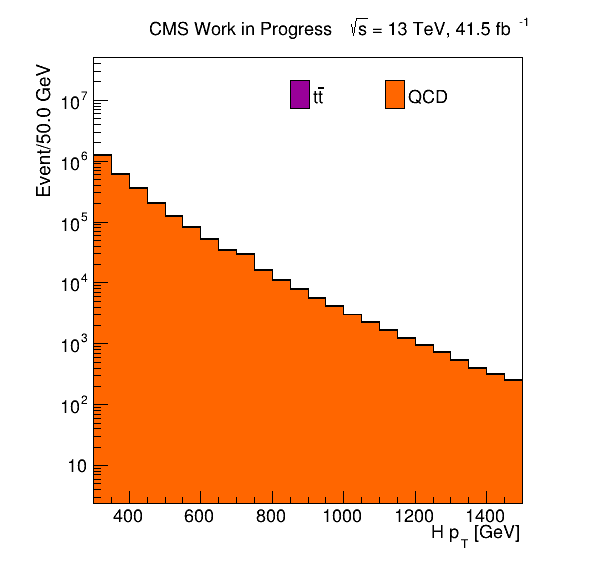 CMS Work in Progress √s = 13 TeV, 41.5 fb⁻¹
Event/50.0 GeV
tt̄ QCD
10⁷
10⁶
10⁵
10⁴
10³
10²
10
400 600 800 1000 1200 1400
H p_T [GeV]